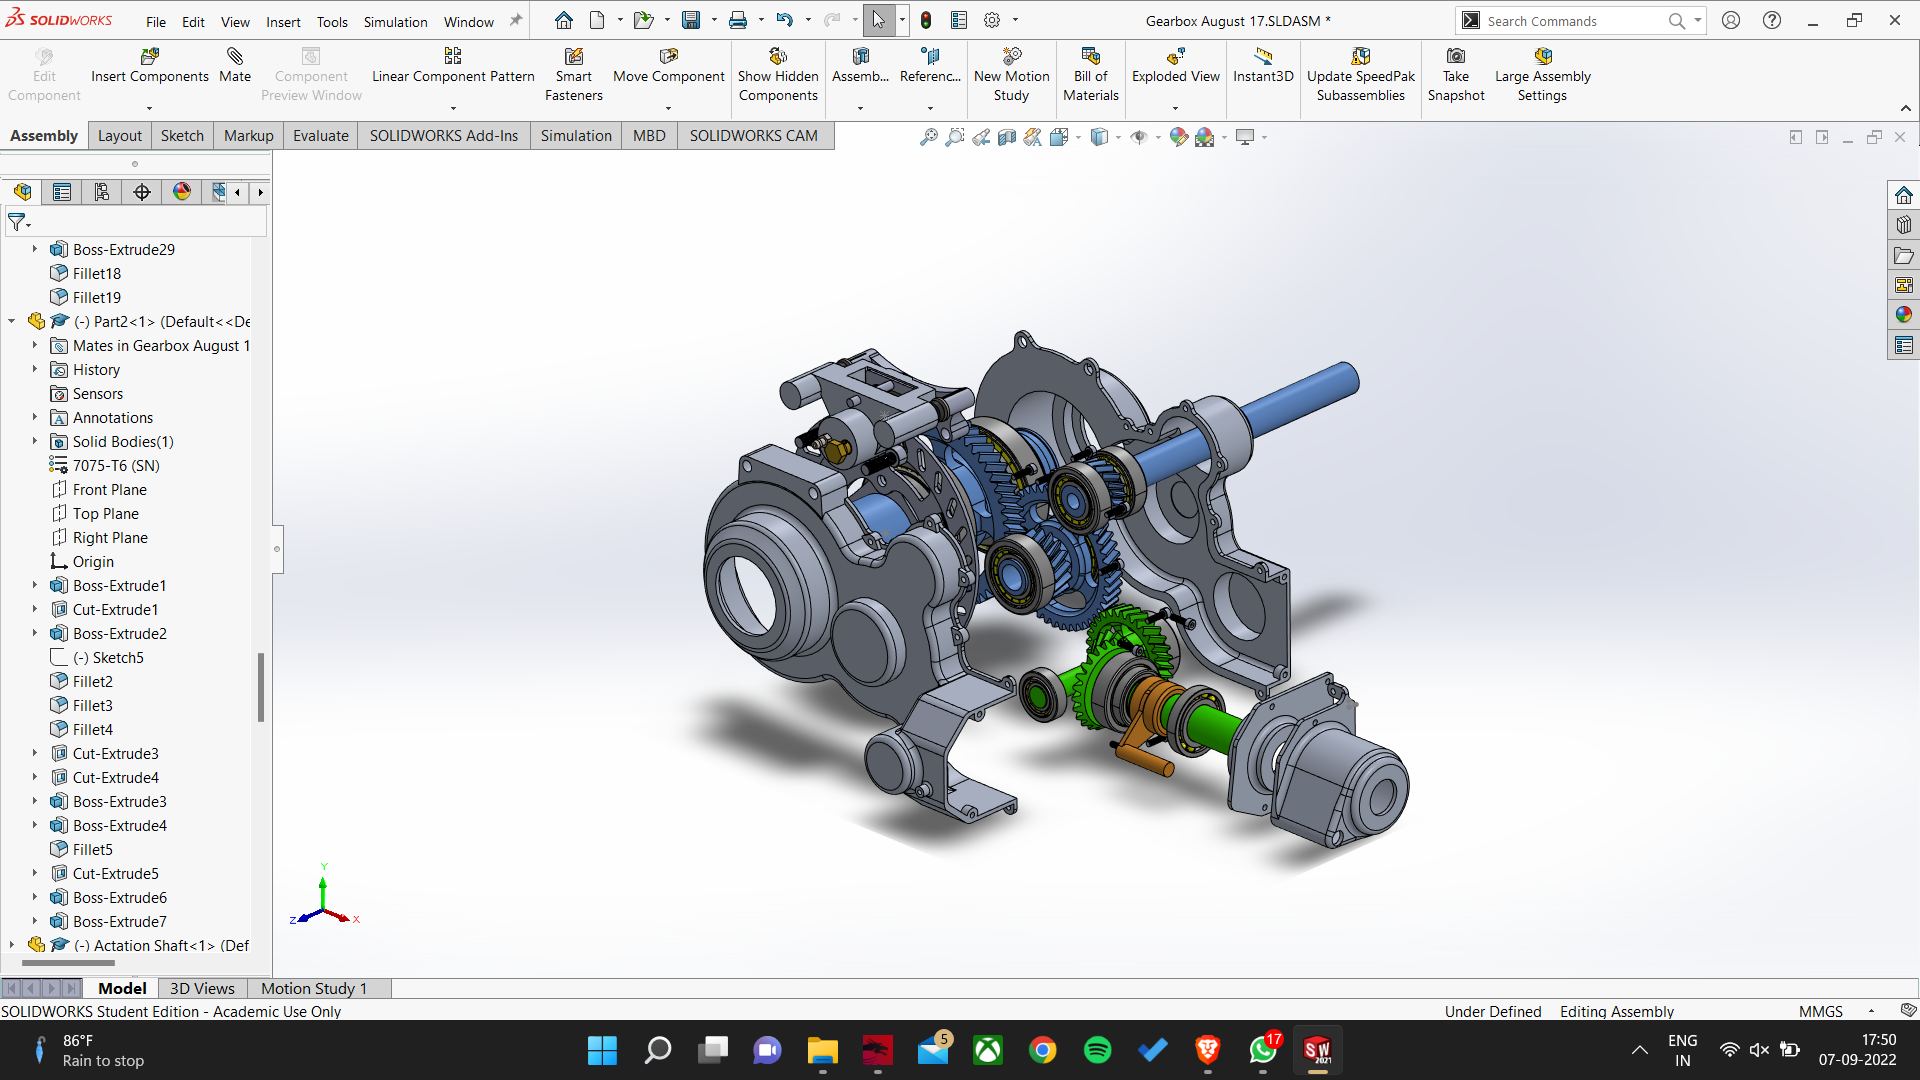 SOLIDWORKS
File Edit View Insert Tools Simulation Window
Gearbox August 17.SLDASM *
Search Commands
Edit Component
Insert Components
Mate
Component Preview Window
Linear Component Pattern
Smart Fasteners
Move Component
Show Hidden Components
Assemb...
Referenc...
New Motion Study
Bill of Materials
Exploded View
Instant3D
Update SpeedPak Subassemblies
Take Snapshot
Large Assembly Settings
Assembly Layout Sketch Markup Evaluate SOLIDWORKS Add-Ins Simulation MBD SOLIDWORKS CAM
Boss-Extrude29
Fillet18
Fillet19
(-) Part2<1> (Default<<De
Mates in Gearbox August 1
History
Sensors
Annotations
Solid Bodies(1)
7075-T6 (SN)
Front Plane
Top Plane
Right Plane
Origin
Boss-Extrude1
Cut-Extrude1
Boss-Extrude2
(-) Sketch5
Fillet2
Fillet3
Fillet4
Cut-Extrude3
Cut-Extrude4
Boss-Extrude3
Boss-Extrude4
Fillet5
Cut-Extrude5
Boss-Extrude6
Boss-Extrude7
(-) Actation Shaft<1> (Def
Y
Z
X
Model 3D Views Motion Study 1
SOLIDWORKS Student Edition - Academic Use Only
Under Defined Editing Assembly MMGS
86°F
Rain to stop
5
17
SW
2021
ENG
IN
17:50
07-09-2022